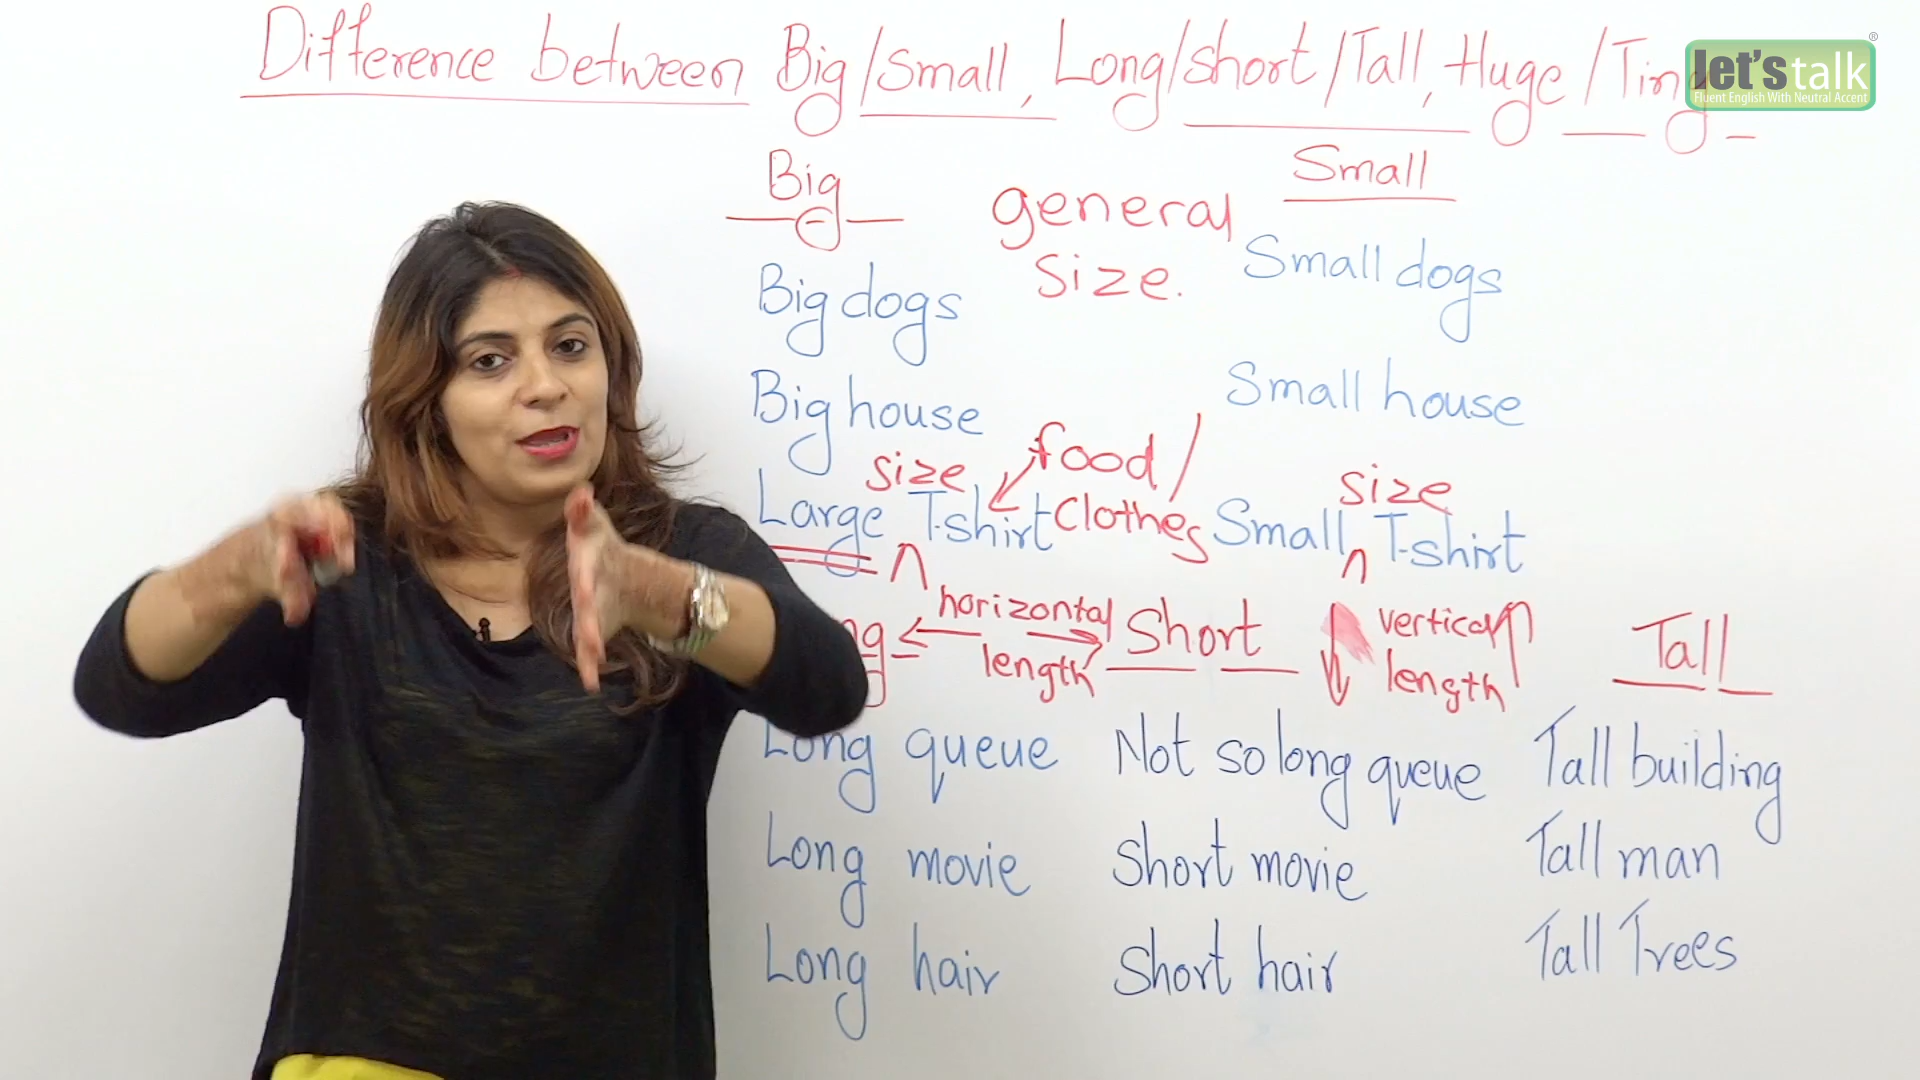 Difference between Big/Small, Long/short/Tall, Huge/Tiny
let's talk ®
Fluent English With Neutral Accent
Big
Small
general
size.
Big dogs
Small dogs
Big house
Small house
food/
clothes
size
size
Large T-shirt
Small T-shirt
horizontal
length
Short
vertical
length
Tall
Long queue
Not so long queue
Tall building
Long movie
Short movie
Tall man
Long hair
Short hair
Tall Trees